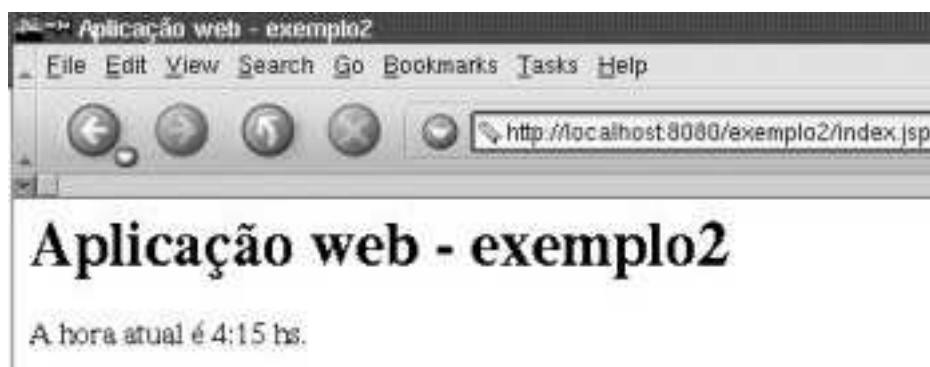 Aplicação web - exemplo2
File Edit View Search Go Bookmarks Tasks Help
http://localhost:8080/exemplo2/index.jsp
Aplicação web - exemplo2
A hora atual é 4:15 hs.